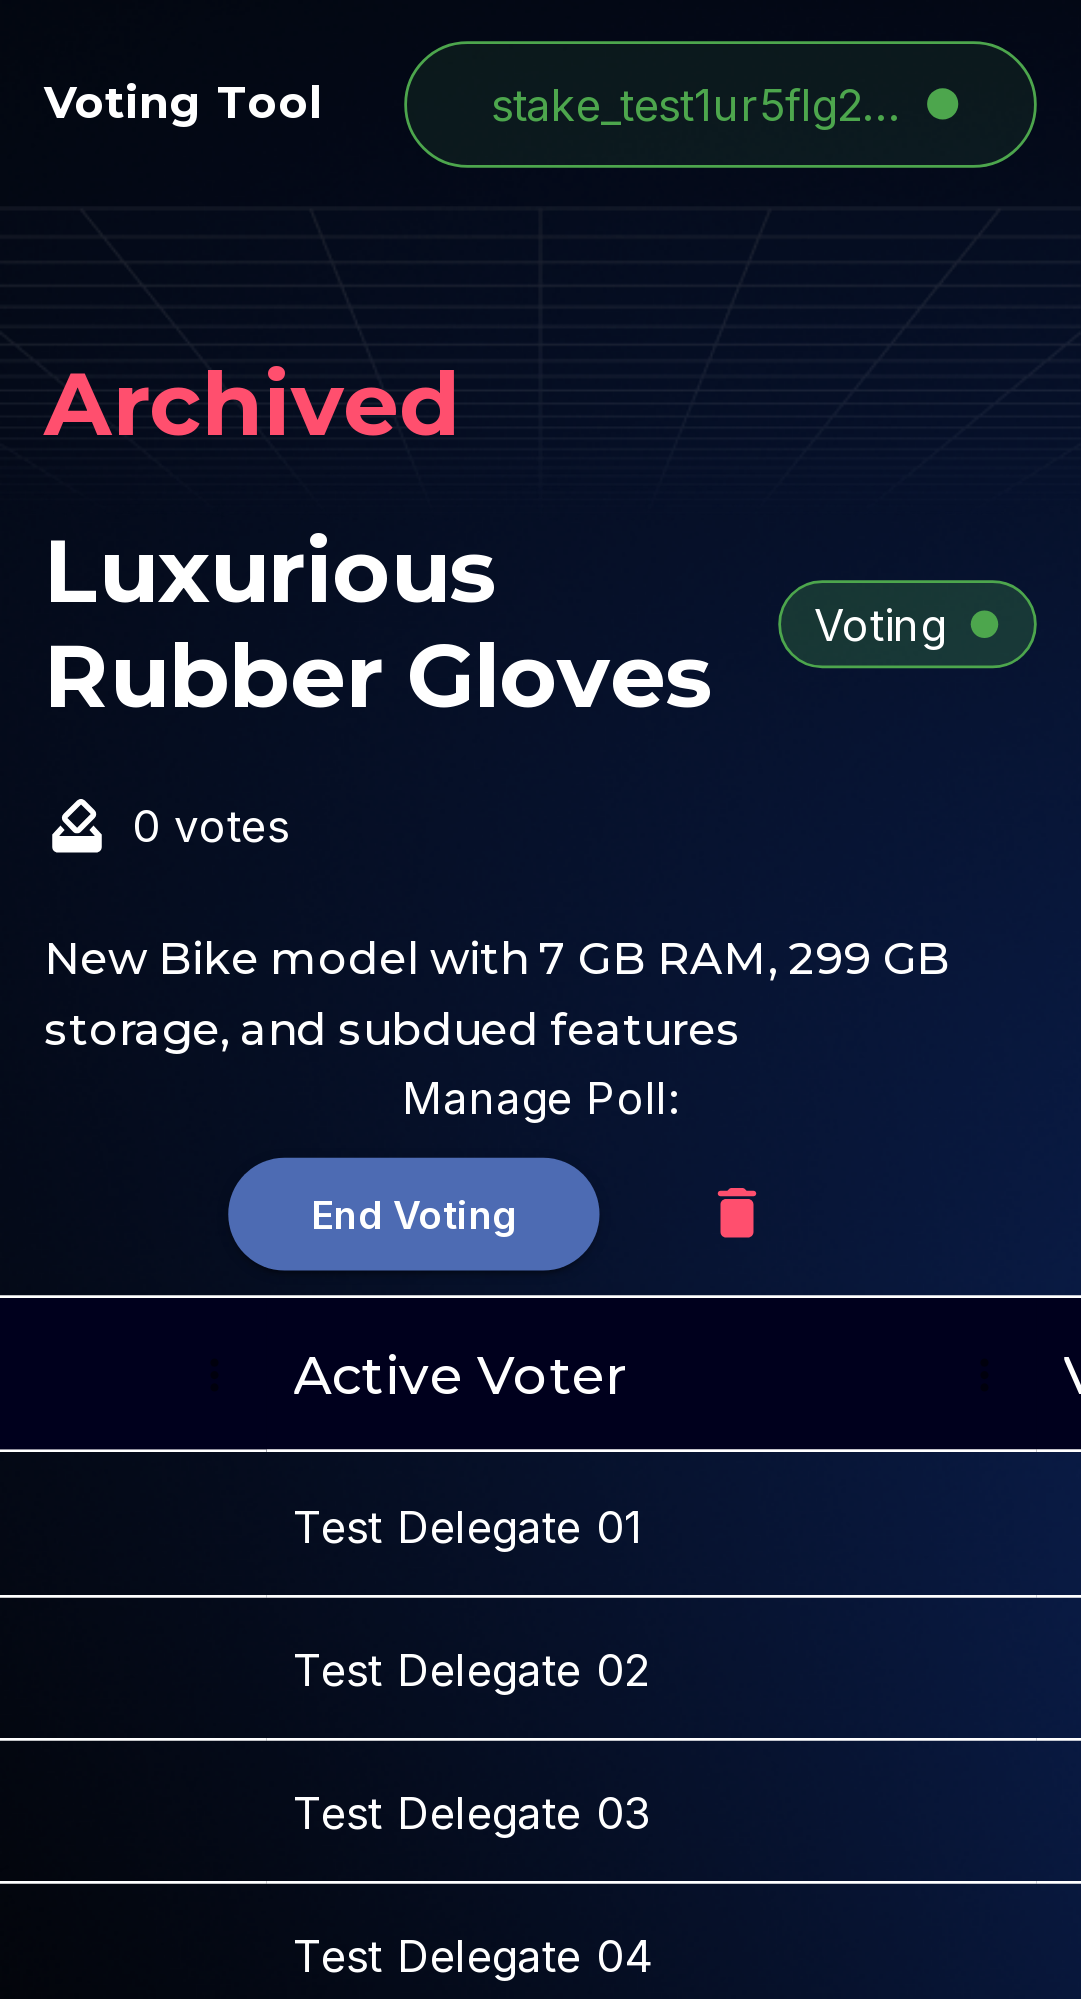 Voting Tool
stake_test1ur5flg2...
Archived
Luxurious
Rubber Gloves
Voting
0 votes
New Bike model with 7 GB RAM, 299 GB
storage, and subdued features
Manage Poll:
End Voting
Active Voter
Test Delegate 01
Test Delegate 02
Test Delegate 03
Test Delegate 04